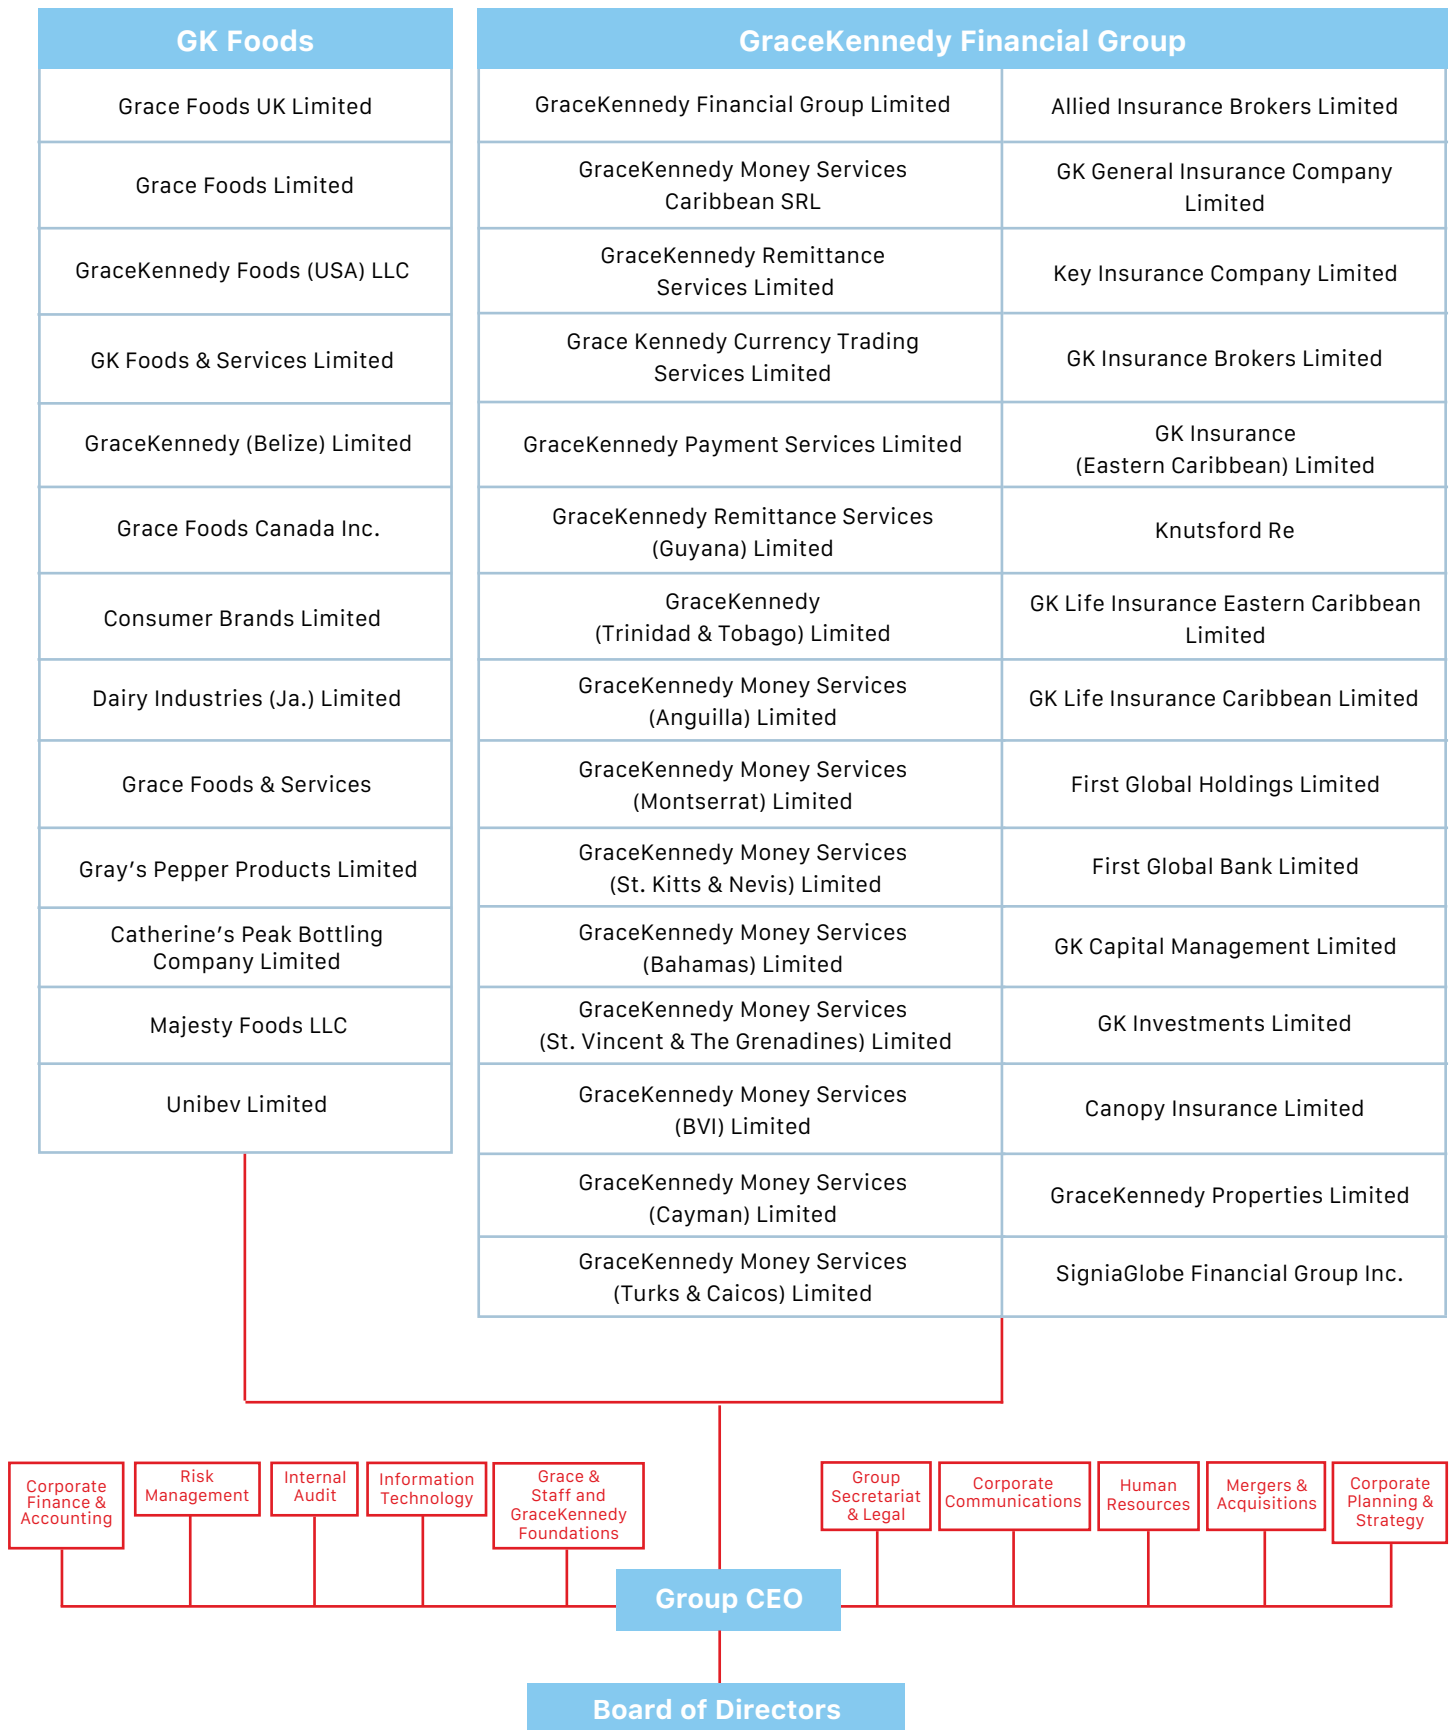 GK Foods
Grace Foods UK Limited
Grace Foods Limited
GraceKennedy Foods (USA) LLC
GK Foods & Services Limited
GraceKennedy (Belize) Limited
Grace Foods Canada Inc.
Consumer Brands Limited
Dairy Industries (Ja.) Limited
Grace Foods & Services
Gray's Pepper Products Limited
Catherine's Peak Bottling
Company Limited
Majesty Foods LLC
Unibev Limited
GraceKennedy Financial Group
GraceKennedy Financial Group Limited
GraceKennedy Money Services
Caribbean SRL
GraceKennedy Remittance
Services Limited
Grace Kennedy Currency Trading
Services Limited
GraceKennedy Payment Services Limited
GraceKennedy Remittance Services
(Guyana) Limited
GraceKennedy
(Trinidad & Tobago) Limited
GraceKennedy Money Services
(Anguilla) Limited
GraceKennedy Money Services
(Montserrat) Limited
GraceKennedy Money Services
(St. Kitts & Nevis) Limited
GraceKennedy Money Services
(Bahamas) Limited
GraceKennedy Money Services
(St. Vincent & The Grenadines) Limited
GraceKennedy Money Services
(BVI) Limited
GraceKennedy Money Services
(Cayman) Limited
GraceKennedy Money Services
(Turks & Caicos) Limited
Allied Insurance Brokers Limited
GK General Insurance Company
Limited
Key Insurance Company Limited
GK Insurance Brokers Limited
GK Insurance
(Eastern Caribbean) Limited
Knutsford Re
GK Life Insurance Eastern Caribbean
Limited
GK Life Insurance Caribbean Limited
First Global Holdings Limited
First Global Bank Limited
GK Capital Management Limited
GK Investments Limited
Canopy Insurance Limited
GraceKennedy Properties Limited
SigniaGlobe Financial Group Inc.
Corporate
Finance &
Accounting
Risk
Management
Internal
Audit
Information
Technology
Grace &
Staff and
GraceKennedy
Foundations
Group
Secretariat
& Legal
Corporate
Communications
Human
Resources
Mergers &
Acquisitions
Corporate
Planning &
Strategy
Group CEO
Board of Directors